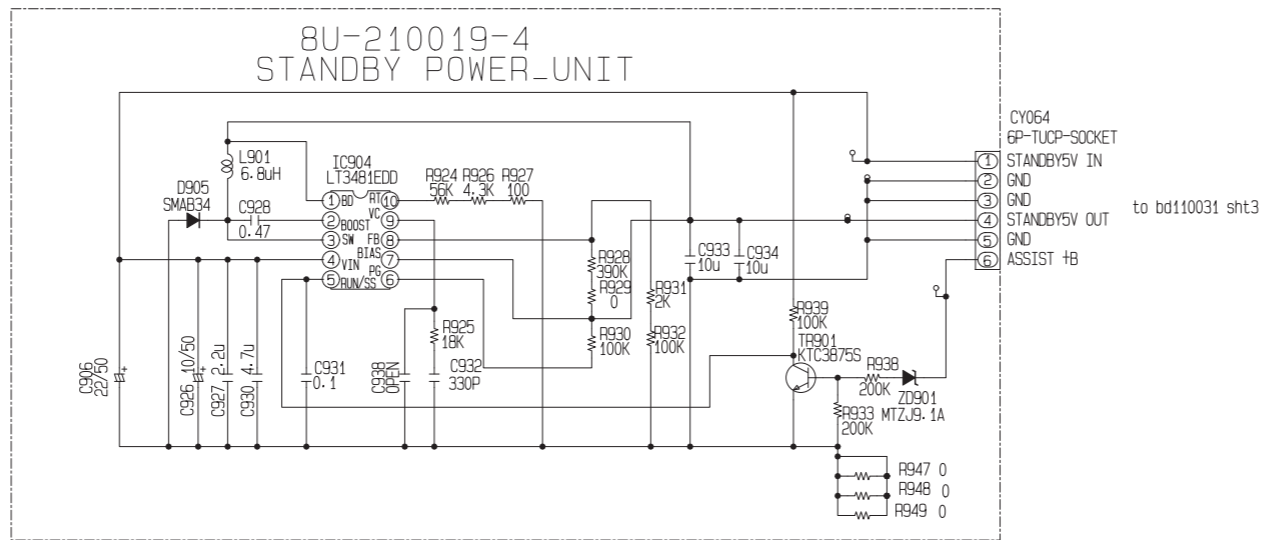 8U-210019-4
STANDBY POWER_UNIT
CY064
6P-TUCP-SOCKET
1 STANDBY5V IN
2 GND
3 GND
4 STANDBY5V OUT
5 GND
6 ASSIST +B
to bd110031 sht3
L901
6.8uH
IC904
LT3481EDD
D905
SMAB34
C928
0.47
1 BD
2 BOOST
3 SW
4 VIN
5 RUN/SS
RT 10
VC 9
FB 8
BIAS 7
PG 6
R924
56K
R926
4.3K
R927
100
R928
390K
R929
0
R930
100K
R931
2K
R932
100K
C933
10u
C934
10u
R939
100K
TR901
KTC3875S
R938
200K
ZD901
MTZJ9.1A
R933
200K
C906
22/50
C926 10/50
C927 2.2u
C930 4.7u
C931
0.1
C938
OPEN
R925
18K
C932
330P
R947 0
R948 0
R949 0